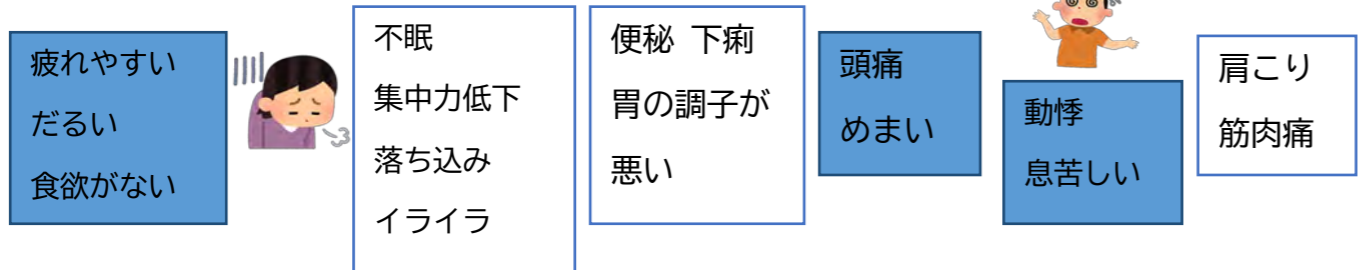 疲れやすい
だるい
食欲がない
不眠
集中力低下
落ち込み
イライラ
便秘 下痢
胃の調子が
悪い
頭痛
めまい
動悸
息苦しい
肩こり
筋肉痛